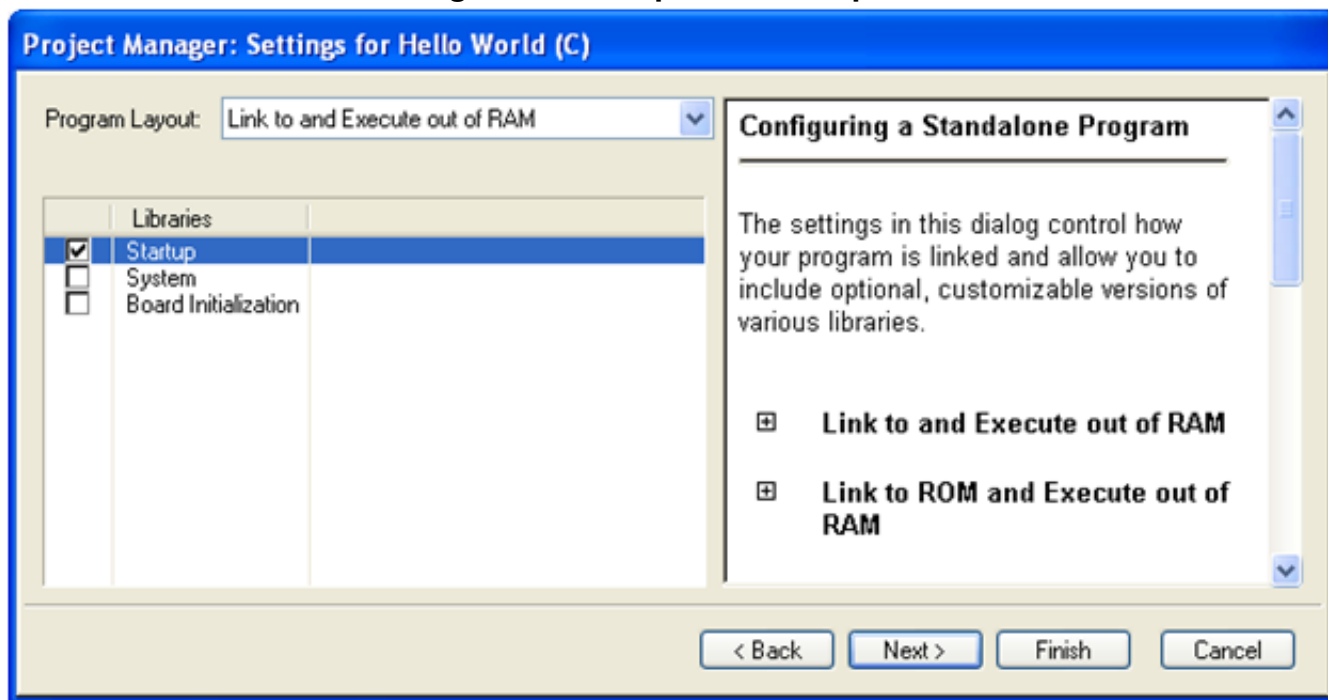 Project Manager: Settings for Hello World (C)
Program Layout: Link to and Execute out of RAM
Libraries
Startup
System
Board Initialization
Configuring a Standalone Program
The settings in this dialog control how
your program is linked and allow you to
include optional, customizable versions of
various libraries.
Link to and Execute out of RAM
Link to ROM and Execute out of
RAM
< Back
Next >
Finish
Cancel